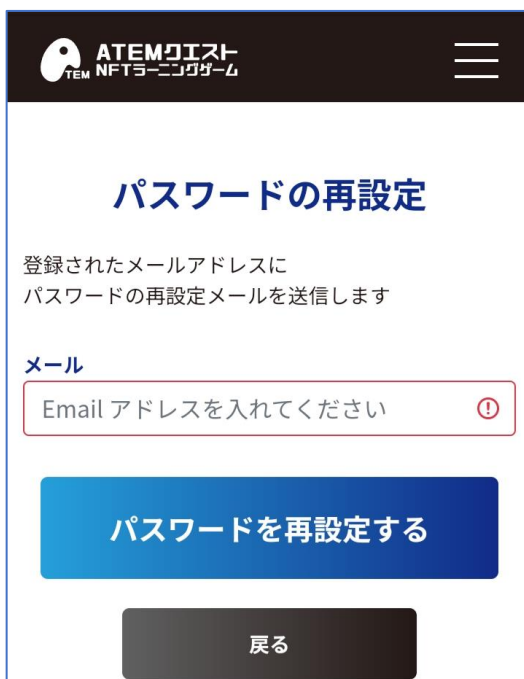 ATEMクエスト
TEM NFTラーニングゲーム
パスワードの再設定
登録されたメールアドレスに
パスワードの再設定メールを送信します
メール
Email アドレスを入れてください
パスワードを再設定する
戻る